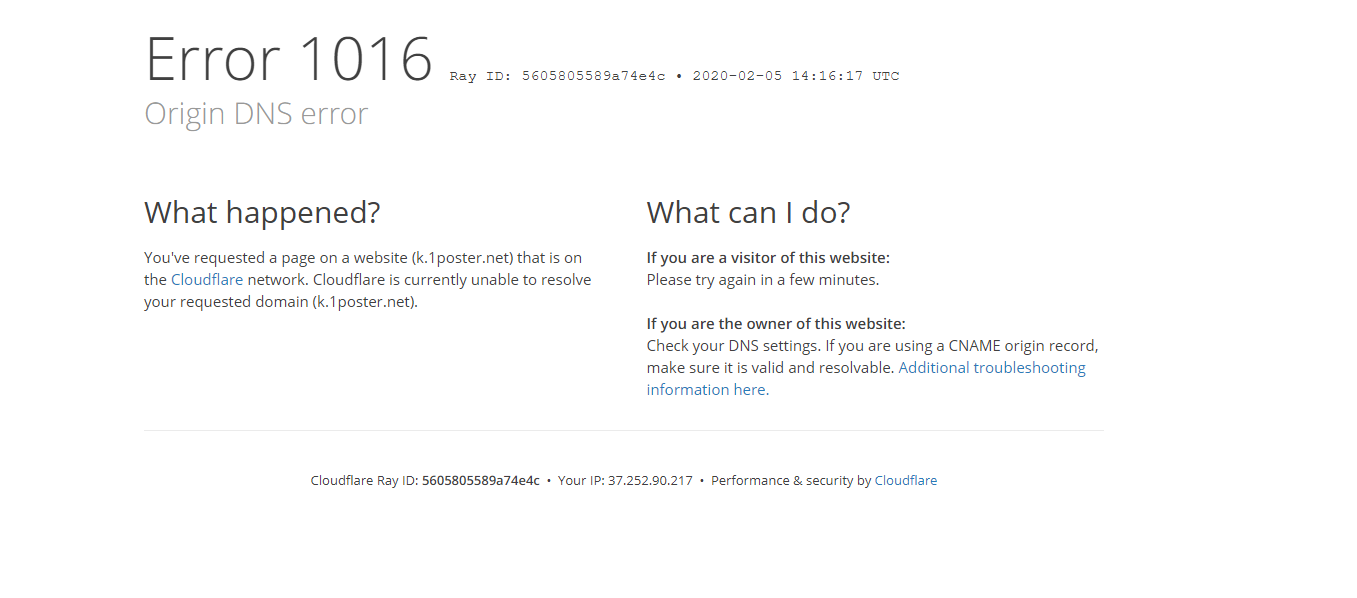 Error 1016 Ray ID: 5605805589a74e4c • 2020-02-05 14:16:17 UTC
Origin DNS error
What happened?
You've requested a page on a website (k.1poster.net) that is on
the Cloudflare network. Cloudflare is currently unable to resolve
your requested domain (k.1poster.net).
What can I do?
If you are a visitor of this website:
Please try again in a few minutes.
If you are the owner of this website:
Check your DNS settings. If you are using a CNAME origin record,
make sure it is valid and resolvable. Additional troubleshooting
information here.
Cloudflare Ray ID: 5605805589a74e4c • Your IP: 37.252.90.217 • Performance & security by Cloudflare